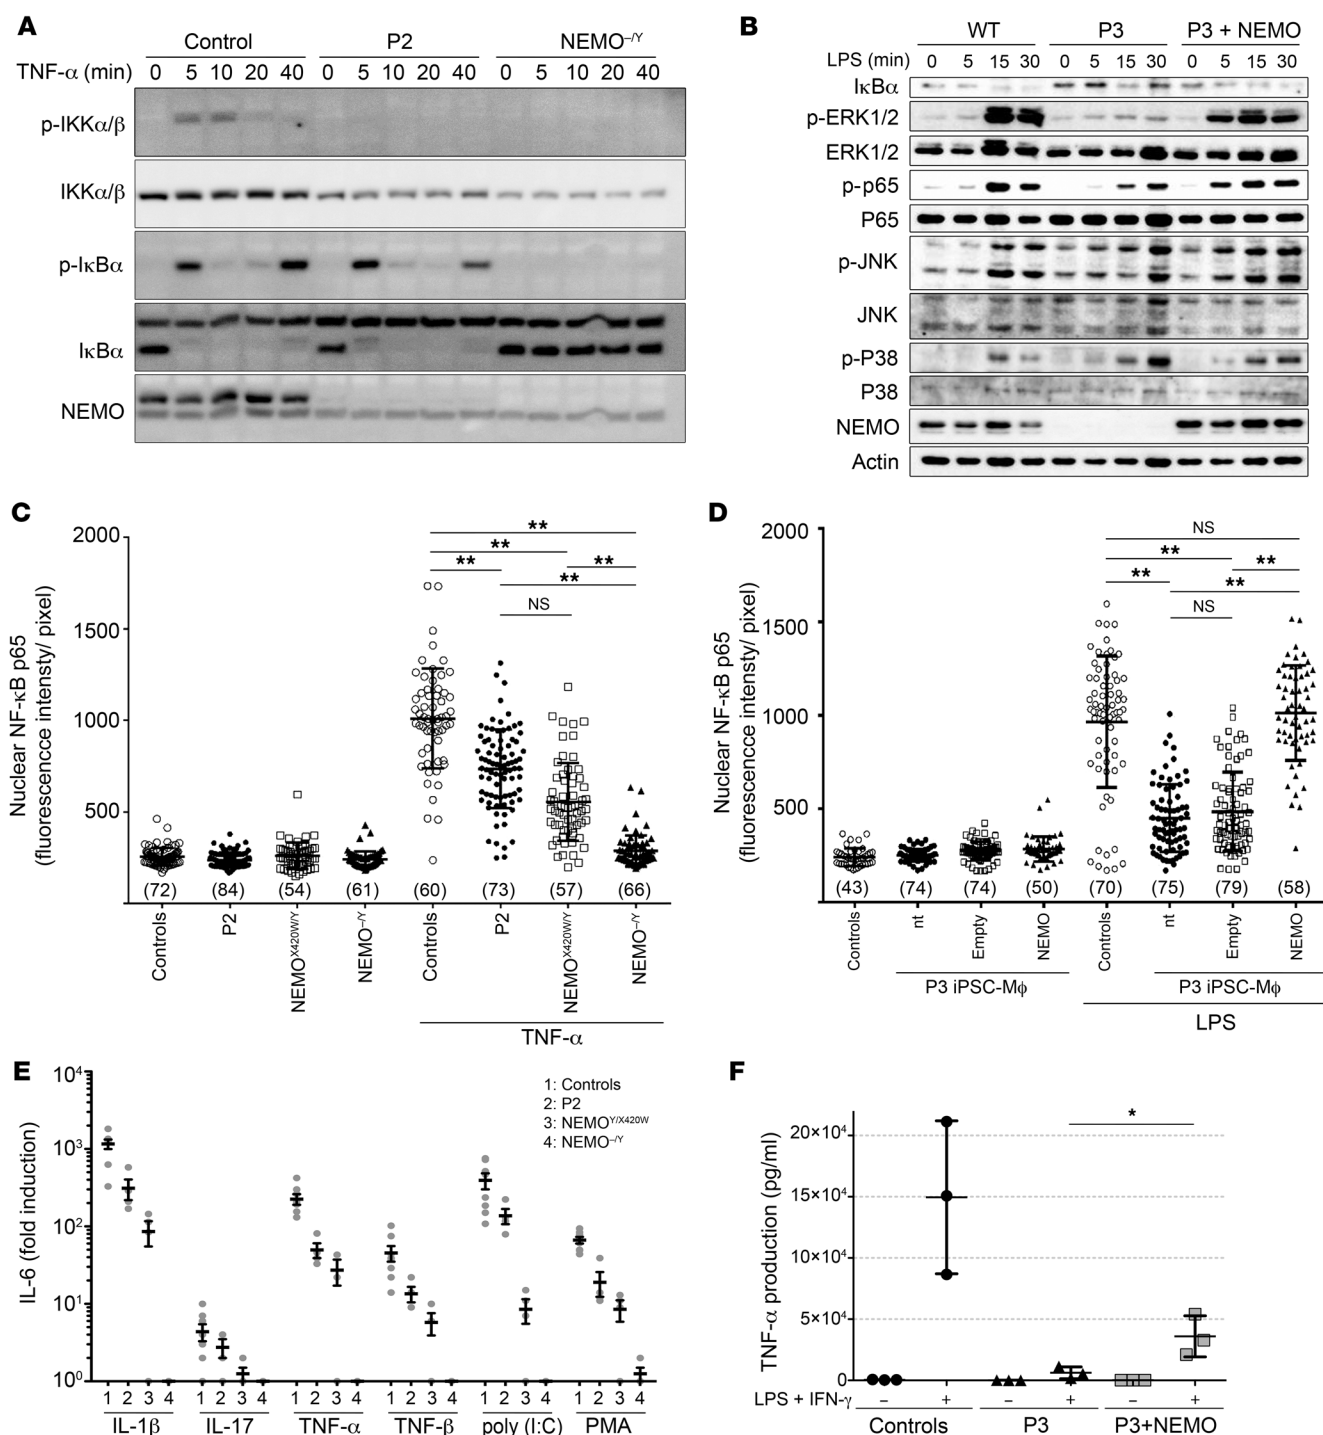 A
Control P2 NEMO–/Y
TNF-α (min) 0 5 10 20 40 0 5 10 20 40 0 5 10 20 40
p-IKKα/β
IKKα/β
p-IκBα
IκBα
NEMO
B
WT P3 P3 + NEMO
LPS (min) 0 5 15 30 0 5 15 30 0 5 15 30
IκBα
p-ERK1/2
ERK1/2
p-p65
P65
p-JNK
JNK
p-P38
P38
NEMO
Actin
C
Nuclear NF-κB p65
(fluorescence intensty/ pixel)
2000
1500
1000
500
**
**
** **
**
NS
(72) (84) (54) (61) (60) (73) (57) (66)
Controls P2 NEMOX420W/Y NEMO–/Y Controls P2 NEMOX420W/Y NEMO–/Y
TNF-α
D
Nuclear NF-κB p65
(fluorescence intensity/ pixel)
2000
1500
1000
500
NS
**
** **
**
NS
(43) (74) (74) (50) (70) (75) (79) (58)
Controls nt Empty NEMO Controls nt Empty NEMO
P3 iPSC-Mφ P3 iPSC-Mφ
LPS
E
IL-6 (fold induction)
10⁴
10³
10²
10¹
10⁰
1: Controls
2: P2
3: NEMOY/X420W
4: NEMO–/Y
1 2 3 4 1 2 3 4 1 2 3 4 1 2 3 4 1 2 3 4 1 2 3 4
IL-1β IL-17 TNF-α TNF-β poly (I:C) PMA
F
TNF-α production (pg/ml)
20×10⁴
15×10⁴
10×10⁴
5×10⁴
0
*
LPS + IFN-γ – + – + – +
Controls P3 P3+NEMO